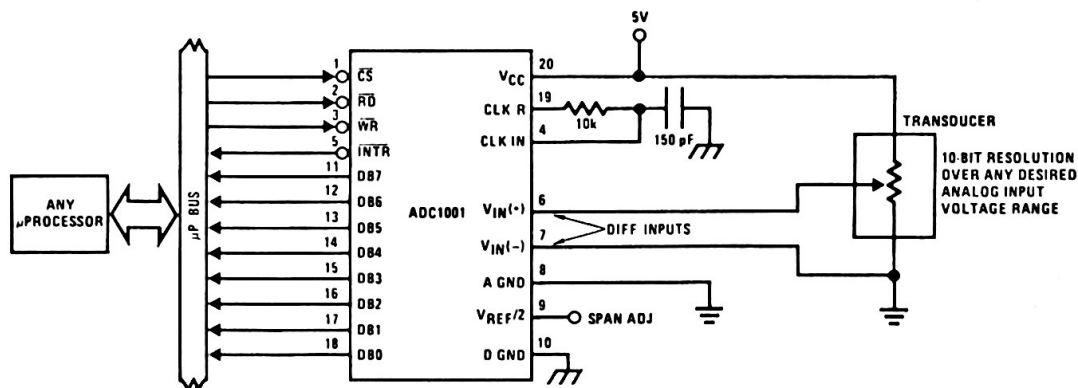 5V
1
CS
2
RD
3
WR
5
INTR
11
DB7
12
DB6
13
DB5
14
DB4
15
DB3
16
DB2
17
DB1
18
DB0
ANY
µPROCESSOR
µP BUS
ADC1001
20
VCC
19
CLK R
10k
4
CLK IN
150 pF
6
VIN(+)
DIFF INPUTS
7
VIN(−)
8
A GND
9
VREF/2
SPAN ADJ
10
D GND
TRANSDUCER
10-BIT RESOLUTION
OVER ANY DESIRED
ANALOG INPUT
VOLTAGE RANGE